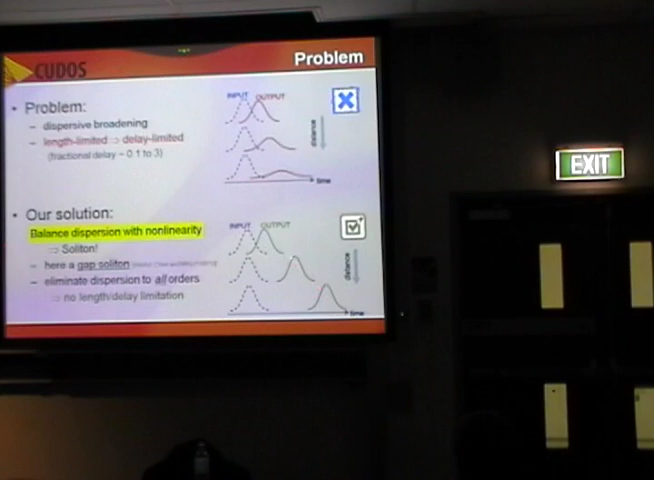 CUDOS
Problem
• Problem:
– dispersive broadening
– length-limited ⇒ delay-limited
(fractional delay ~ 0.1 to 3)
INPUT OUTPUT
distance
time
• Our solution:
Balance dispersion with nonlinearity
⇒ Soliton!
– here a gap soliton
– eliminate dispersion to all orders
⇒ no length/delay limitation
INPUT OUTPUT
distance
time
EXIT